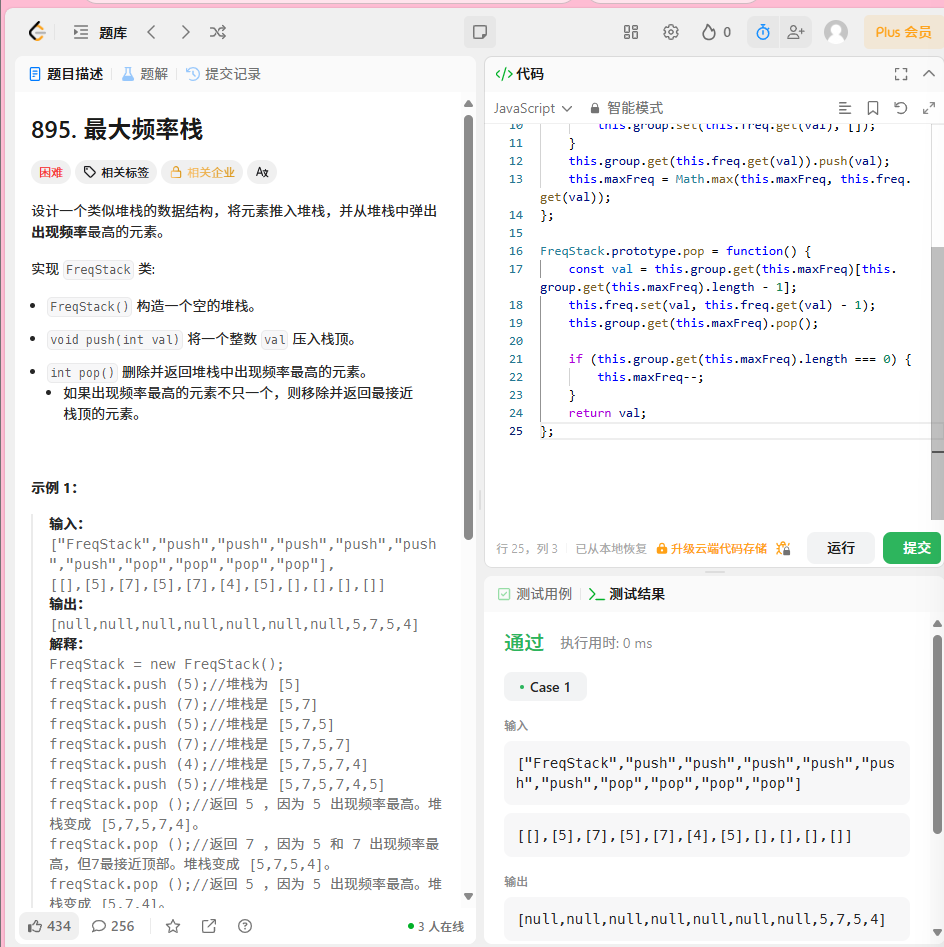 题库
0
Plus 会员
题目描述
题解
提交记录
895. 最大频率栈
困难
相关标签
相关企业
设计一个类似堆栈的数据结构，将元素推入堆栈，并从堆栈中弹出
出现频率最高的元素。
实现 FreqStack 类:
FreqStack() 构造一个空的堆栈。
void push(int val) 将一个整数 val 压入栈顶。
int pop() 删除并返回堆栈中出现频率最高的元素。
如果出现频率最高的元素不只一个，则移除并返回最接近
栈顶的元素。
示例 1：
输入：
["FreqStack","push","push","push","push","push
","push","pop","pop","pop","pop"],
[[],[5],[7],[5],[7],[4],[5],[],[],[],[]]
输出：
[null,null,null,null,null,null,null,5,7,5,4]
解释：
FreqStack = new FreqStack();
freqStack.push (5);//堆栈为 [5]
freqStack.push (7);//堆栈是 [5,7]
freqStack.push (5);//堆栈是 [5,7,5]
freqStack.push (7);//堆栈是 [5,7,5,7]
freqStack.push (4);//堆栈是 [5,7,5,7,4]
freqStack.push (5);//堆栈是 [5,7,5,7,4,5]
freqStack.pop ();//返回 5 ，因为 5 出现频率最高。堆
栈变成 [5,7,5,7,4]。
freqStack.pop ();//返回 7 ，因为 5 和 7 出现频率最
高，但7最接近顶部。堆栈变成 [5,7,5,4]。
freqStack.pop ();//返回 5 ，因为 5 出现频率最高。堆
栈变成 [5,7,4]。
434
256
3 人在线
</> 代码
JavaScript
智能模式
10 this.group.set(this.freq.get(val), []);
11 }
12 this.group.get(this.freq.get(val)).push(val);
13 this.maxFreq = Math.max(this.maxFreq, this.freq.
get(val));
14 };
15
16 FreqStack.prototype.pop = function() {
17 const val = this.group.get(this.maxFreq)[this.
group.get(this.maxFreq).length - 1];
18 this.freq.set(val, this.freq.get(val) - 1);
19 this.group.get(this.maxFreq).pop();
20
21 if (this.group.get(this.maxFreq).length === 0) {
22 this.maxFreq--;
23 }
24 return val;
25 };
行 25，列 3
已从本地恢复
升级云端代码存储
运行
提交
测试用例
测试结果
通过
执行用时: 0 ms
Case 1
输入
["FreqStack","push","push","push","push","pus
h","push","pop","pop","pop","pop"]
[[],[5],[7],[5],[7],[4],[5],[],[],[],[]]
输出
[null,null,null,null,null,null,null,5,7,5,4]